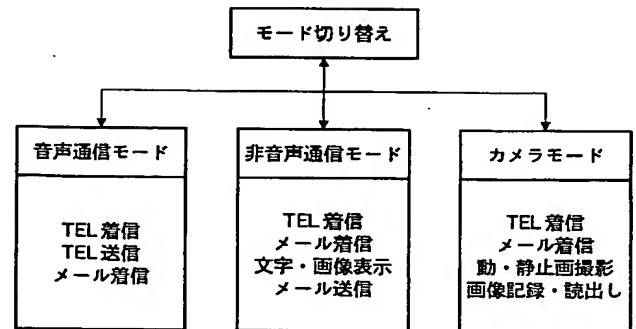 モード切り替え
音声通信モード
TEL着信
TEL送信
メール着信
非音声通信モード
TEL着信
メール着信
文字・画像表示
メール送信
カメラモード
TEL着信
メール着信
動・静止画撮影
画像記録・読出し